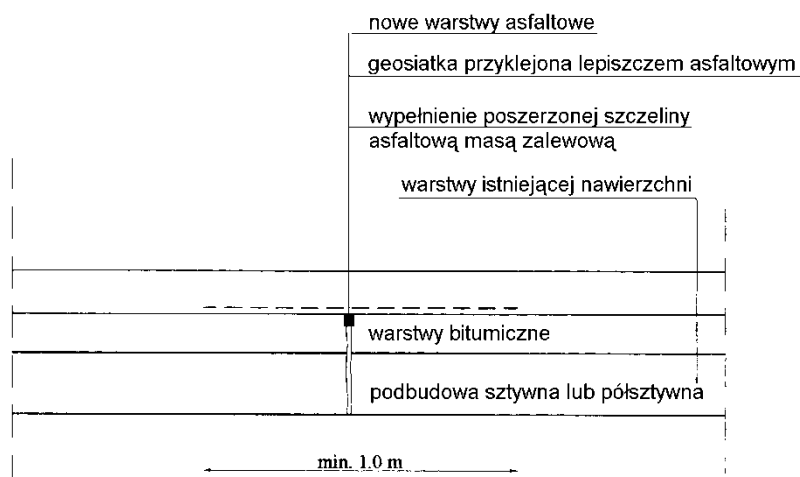 nowe warstwy asfaltowe
geosiatka przyklejona lepiszczem asfaltowym
wypełnienie poszerzonej szczeliny
asfaltową masą zalewową
warstwy istniejącej nawierzchni
warstwy bitumiczne
podbudowa sztywna lub półsztywna
min. 1.0 m